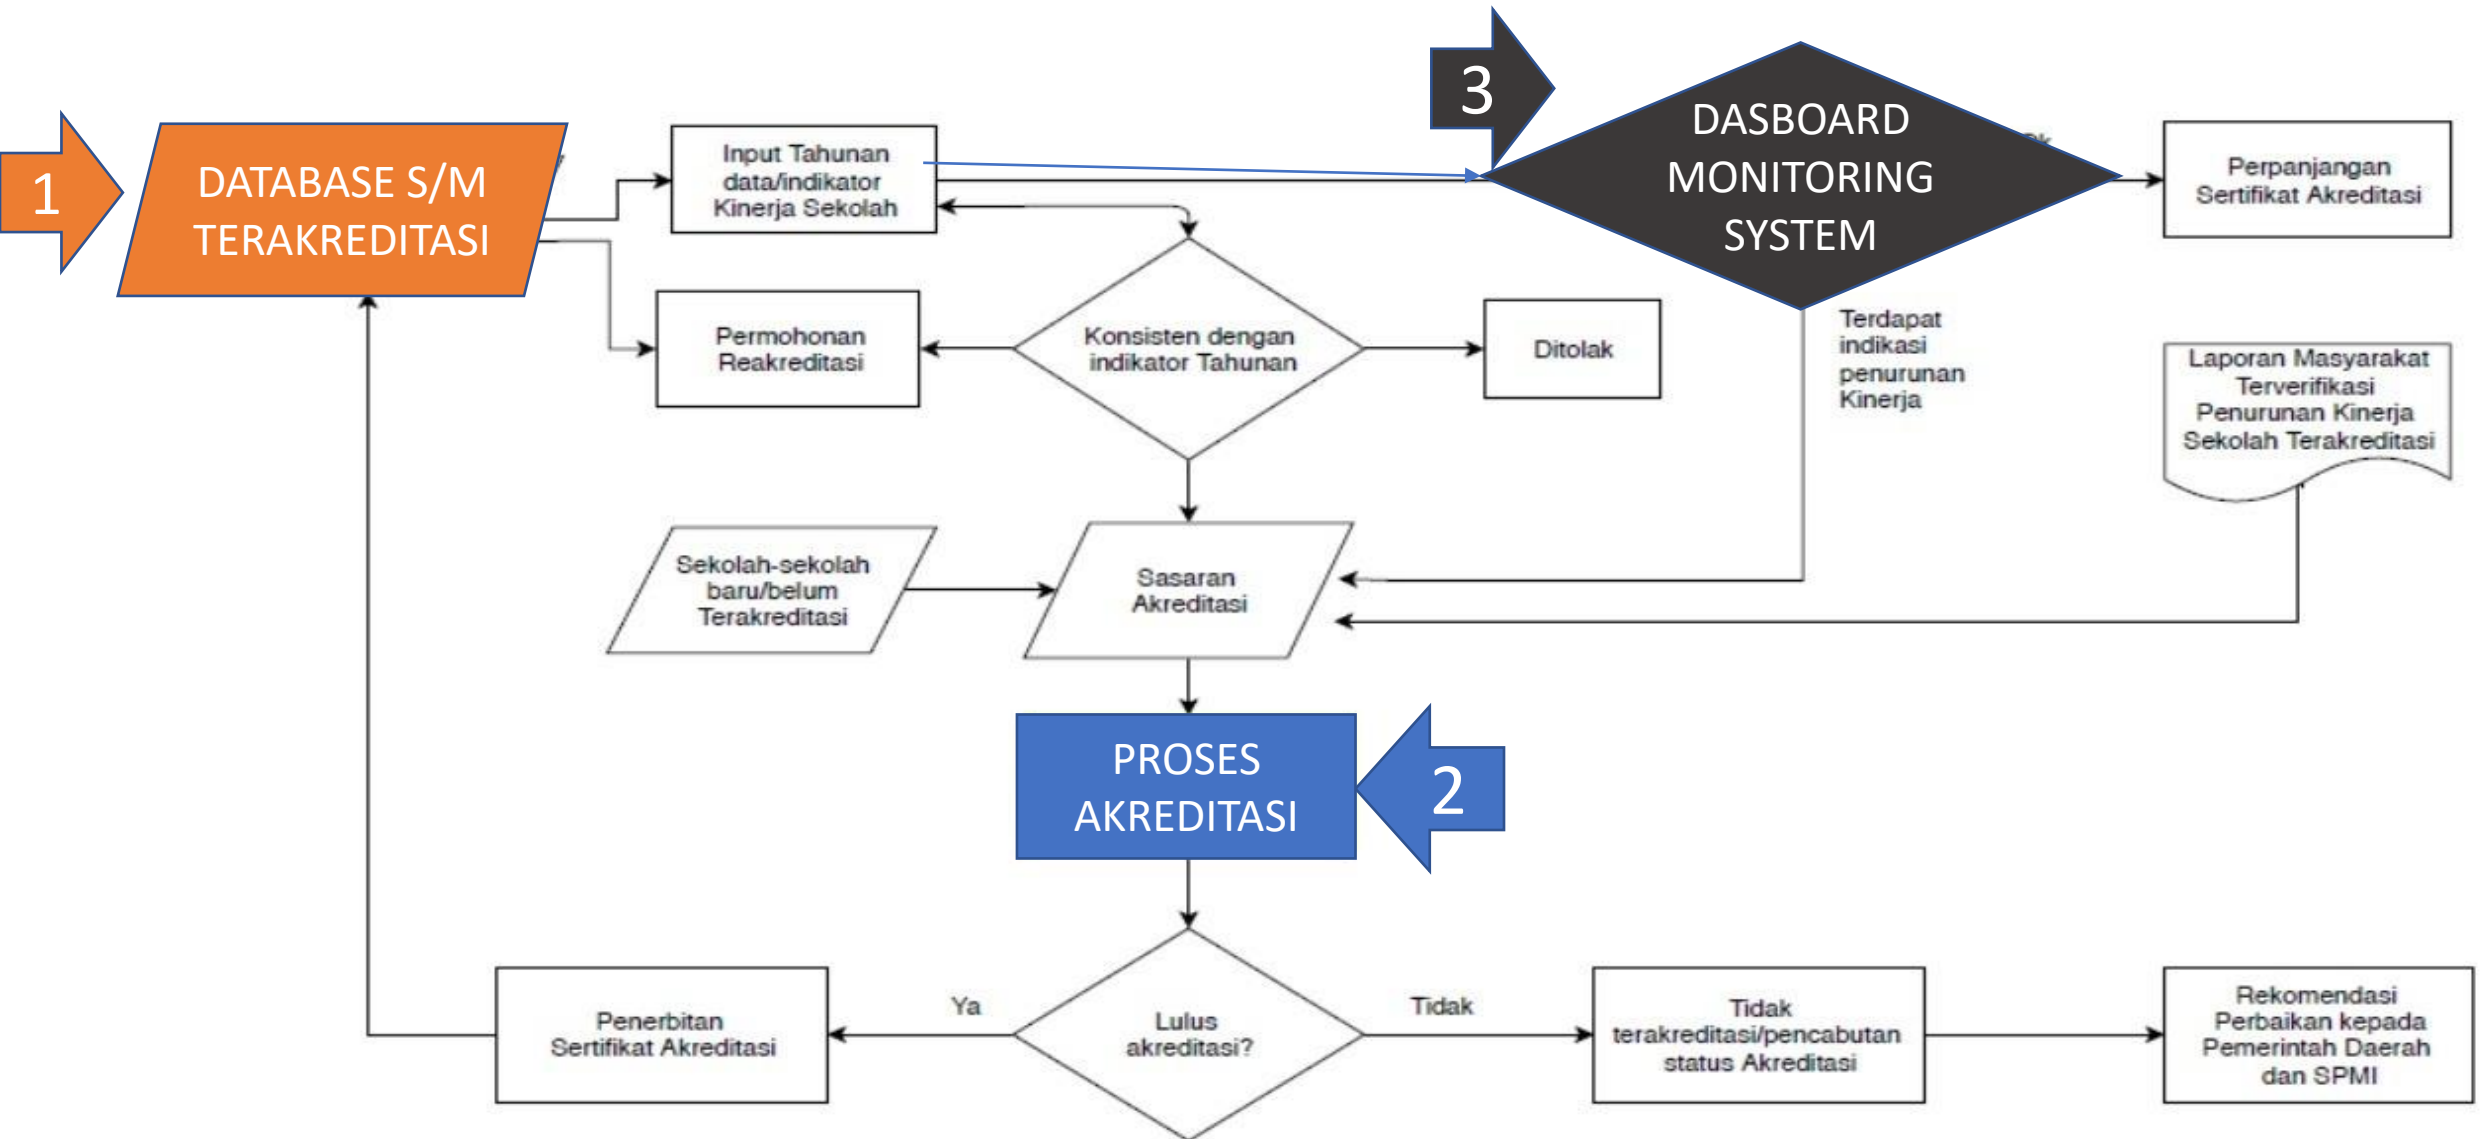 1
DATABASE S/M
TERAKREDITASI
Input Tahunan
data/indikator
Kinerja Sekolah
3
DASBOARD
MONITORING
SYSTEM
Perpanjangan
Sertifikat Akreditasi
Permohonan
Reakreditasi
Konsisten dengan
indikator Tahunan
Ditolak
Terdapat
indikasi
penurunan
Kinerja
Laporan Masyarakat
Terverifikasi
Penurunan Kinerja
Sekolah Terakreditasi
Sekolah-sekolah
baru/belum
Terakreditasi
Sasaran
Akreditasi
PROSES
AKREDITASI
2
Penerbitan
Sertifikat Akreditasi
Ya
Lulus
akreditasi?
Tidak
Tidak
terakreditasi/pencabutan
status Akreditasi
Rekomendasi
Perbaikan kepada
Pemerintah Daerah
dan SPMI